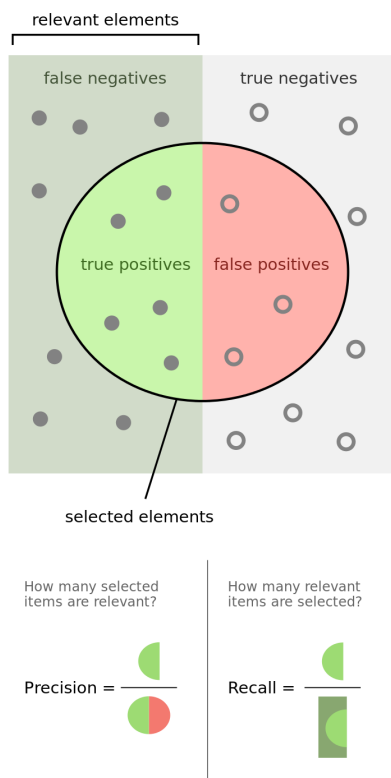 relevant elements
false negatives
true negatives
true positives
false positives
selected elements
How many selected
items are relevant?
How many relevant
items are selected?
Precision =
Recall =